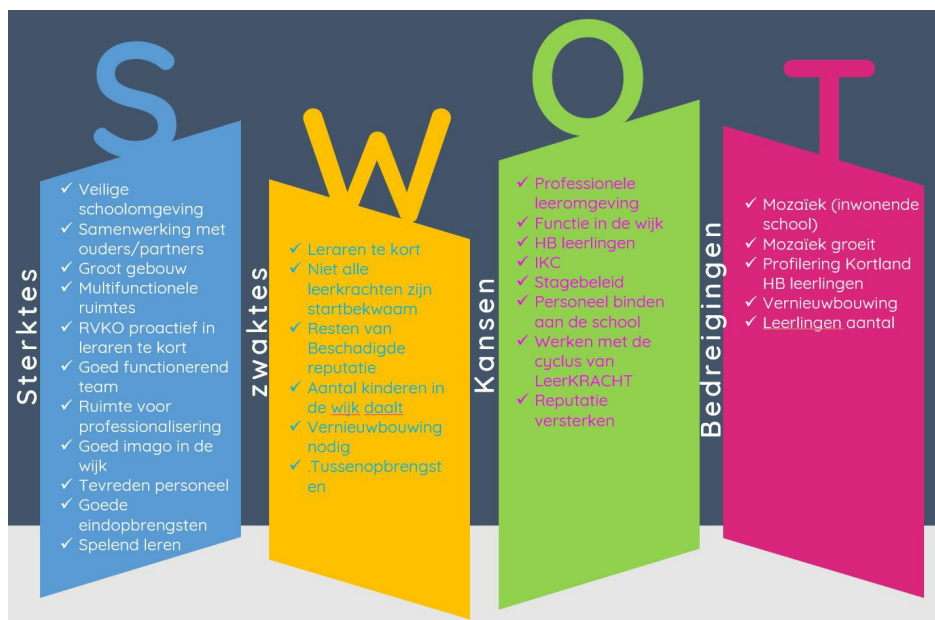 S
Sterktes
✓ Veilige
schoolomgeving
✓ Samenwerking met
ouders/partners
✓ Groot gebouw
✓ Multifunctionele
ruimtes
✓ RVKO proactief in
leraren te kort
✓ Goed functionerend
team
✓ Ruimte voor
professionalisering
✓ Goed imago in de
wijk
✓ Tevreden personeel
✓ Goede
eindopbrengsten
✓ Spelend leren
W
zwaktes
✓ Leraren te kort
✓ Niet alle
leerkrachten zijn
startbekwaam
✓ Resten van
Beschadigde
reputatie
✓ Aantal kinderen in
de wijk daalt
✓ Vernieuwbouwing
nodig
✓ .Tussenopbrengst
en
O
Kansen
✓ Professionele
leeromgeving
✓ Functie in de wijk
✓ HB leerlingen
✓ IKC
✓ Stagebeleid
✓ Personeel binden
aan de school
✓ Werken met de
cyclus van
LeerKRACHT
✓ Reputatie
versterken
T
Bedreigingen
✓ Mozaïek (inwonende
school)
✓ Mozaïek groeit
✓ Profilering Kortland
HB leerlingen
✓ Vernieuwbouwing
✓ Leerlingen aantal